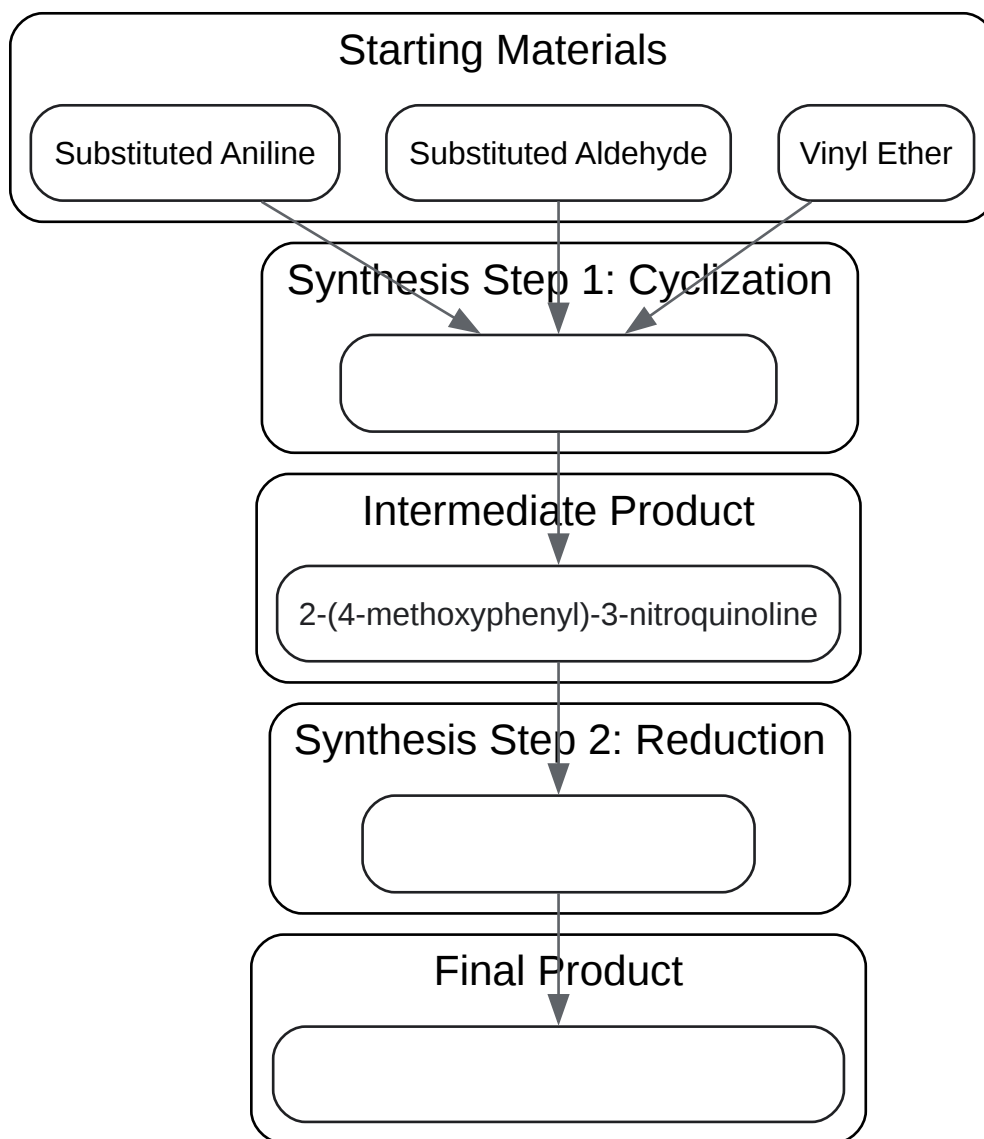 Starting Materials
Substituted Aniline
Substituted Aldehyde
Vinyl Ether
Synthesis Step 1: Cyclization
Intermediate Product
2-(4-methoxyphenyl)-3-nitroquinoline
Synthesis Step 2: Reduction
Final Product